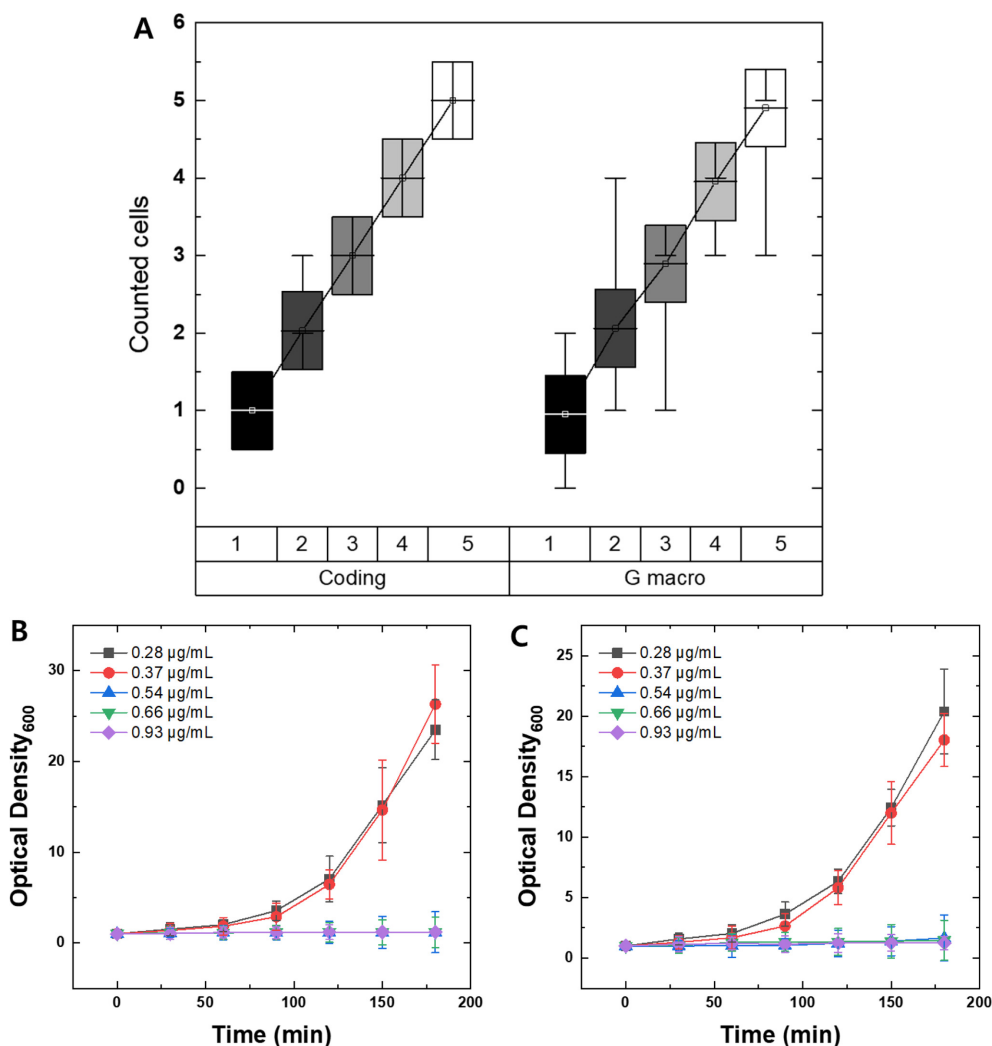 A
6
5
4
3
2
1
0
Counted cells
1 2 3 4 5 1 2 3 4 5
Coding G macro
B
0.28 µg/mL
0.37 µg/mL
0.54 µg/mL
0.66 µg/mL
0.93 µg/mL
30
20
10
0
Optical Density600
0 50 100 150 200
Time (min)
C
0.28 µg/mL
0.37 µg/mL
0.54 µg/mL
0.66 µg/mL
0.93 µg/mL
25
20
15
10
5
0
Optical Density600
0 50 100 150 200
Time (min)